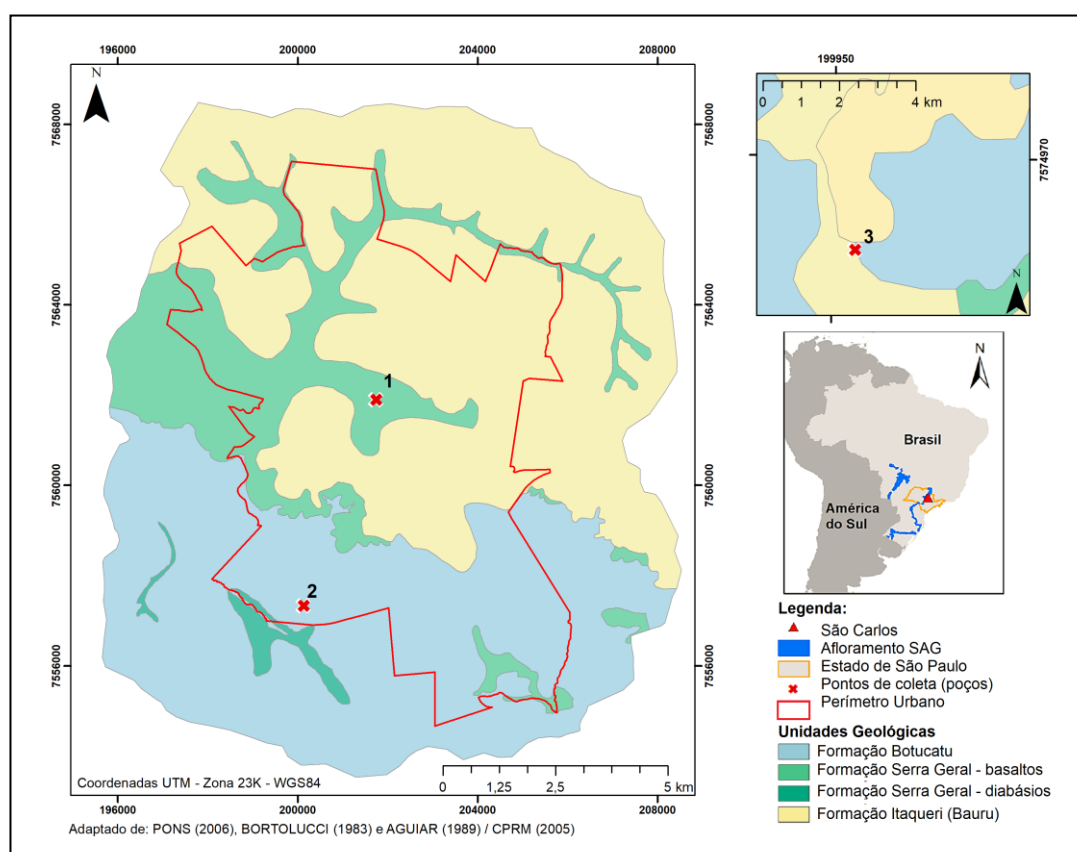 196000
200000
204000
208000
N
7568000
7564000
7560000
7556000
7568000
7564000
7560000
7556000
1
2
Coordenadas UTM - Zona 23K - WGS84
0
1,25
2,5
5 km
196000
200000
204000
208000
Adaptado de: PONS (2006), BORTOLUCCI (1983) e AGUIAR (1989) / CPRM (2005)
199950
0 1 2 4 km
7574970
3
N
N
Brasil
América
do Sul
Legenda:
São Carlos
Afloramento SAG
Estado de São Paulo
Pontos de coleta (poços)
Perímetro Urbano
Unidades Geológicas
Formação Botucatu
Formação Serra Geral - basaltos
Formação Serra Geral - diabásios
Formação Itaqueri (Bauru)